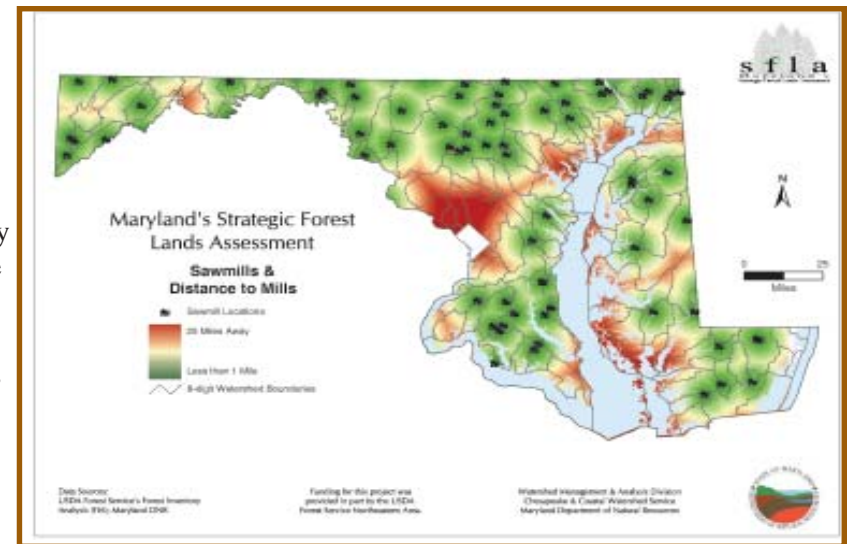 sfla
Maryland's Strategic Forest
Lands Assessment
Sawmills &
Distance to Mills
Sawmill Locations
25 Miles Away
Less than 1 Mile
8-digit Watershed Boundaries
N
0 25
Miles
Data Sources:
USDA Forest Service's Forest Inventory
Analysis (FIA); Maryland DNR
Funding for this project was
provided in part by the USDA
Forest Service Northeastern Area.
Watershed Management & Analysis Division
Chesapeake & Coastal Watershed Service
Maryland Department of Natural Resources
y